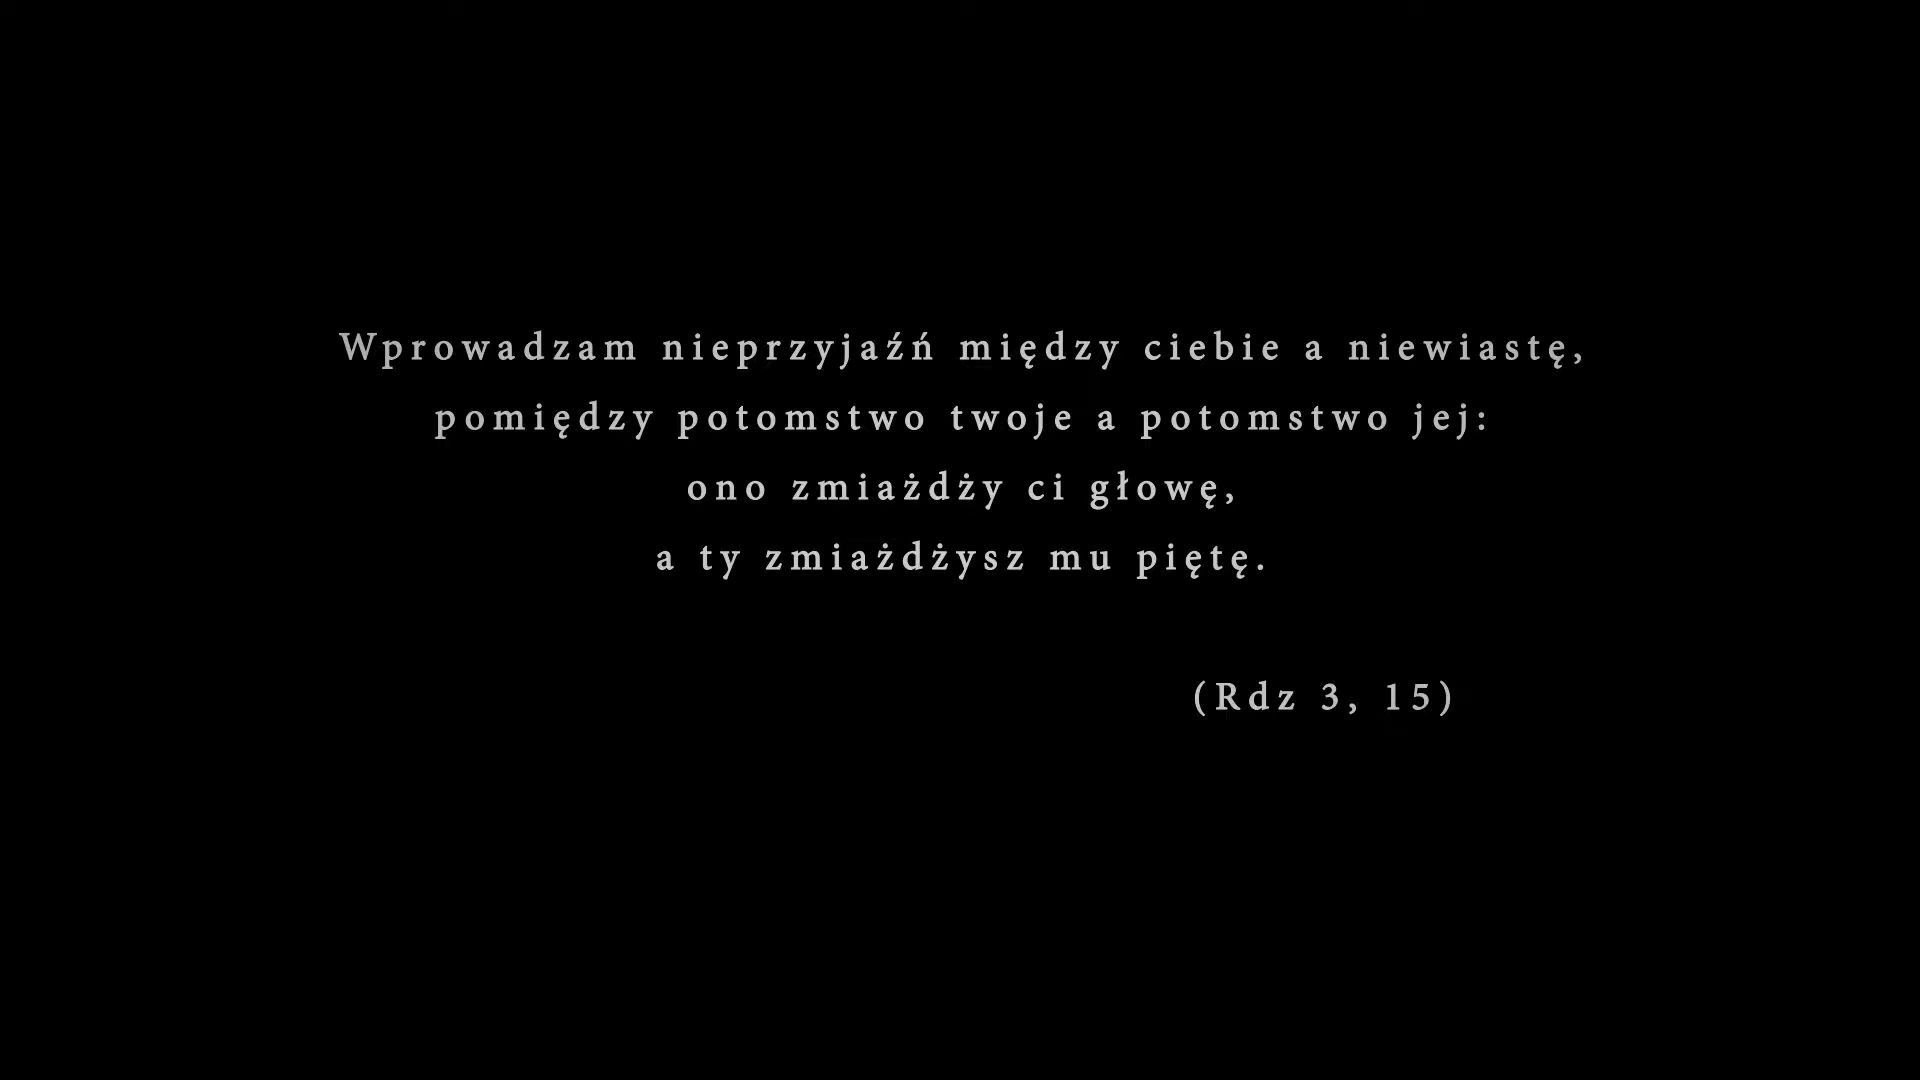 Wprowadzam nieprzyjaźń między ciebie a niewiastę,
pomiędzy potomstwo twoje a potomstwo jej:
ono zmiażdży ci głowę,
a ty zmiażdżysz mu piętę.
(Rdz 3, 15)